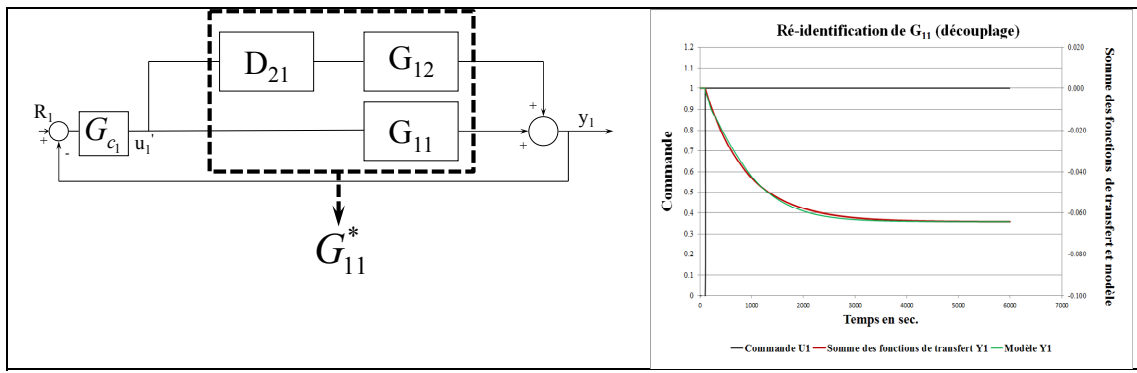 D₂₁
G₁₂
G₁₁
R₁
+
-
G_c₁
u₁'
+
+
y₁
G*₁₁
Ré-identification de G₁₁ (découplage)
1.2
1.1
1
0.9
0.8
0.7
0.6
0.5
0.4
0.3
0.2
0.1
0
Commande
0.020
0.000
-0.020
-0.040
-0.060
-0.080
-0.100
Somme des fonctions de transfert et modèle
0 1000 2000 3000 4000 5000 6000 7000
Temps en sec.
Commande U1 Somme des fonctions de transfert Y1 Modèle Y1